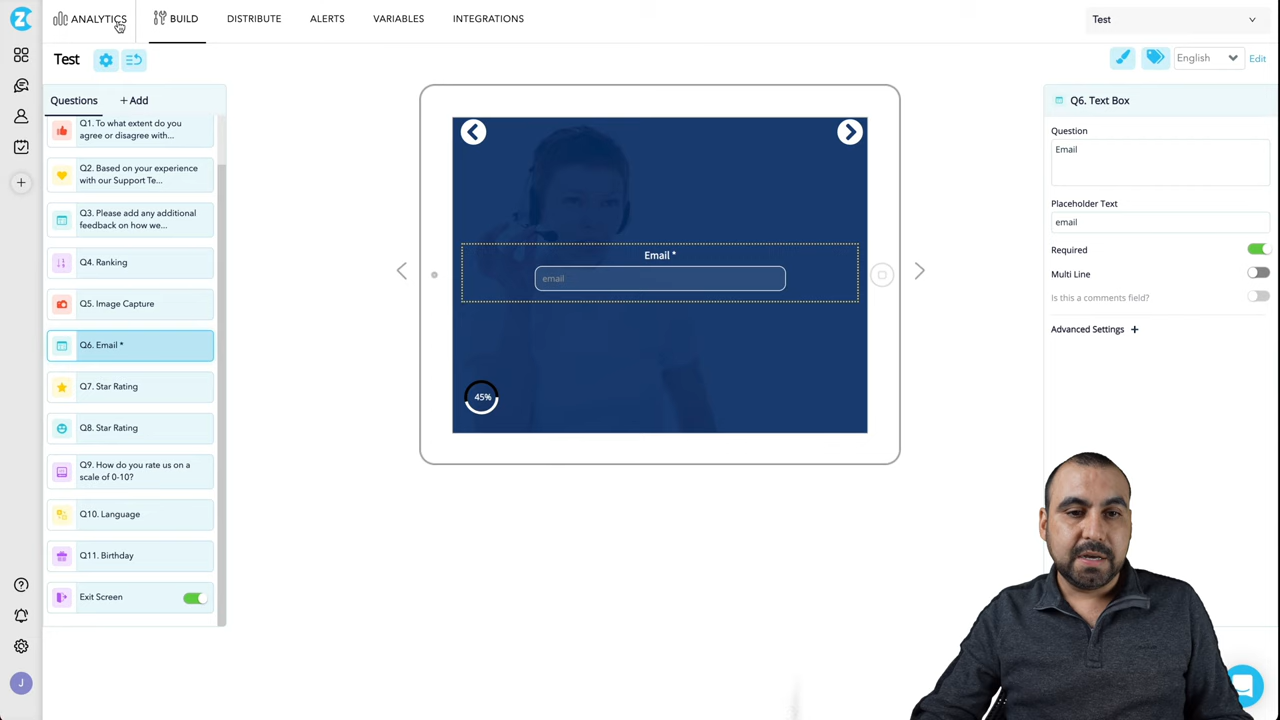 ANALYTICS
BUILD
DISTRIBUTE
ALERTS
VARIABLES
INTEGRATIONS
Test
Test
English
Edit
Questions
+ Add
Q1. To what extent do you
agree or disagree with...
Q2. Based on your experience
with our Support Te...
Q3. Please add any additional
feedback on how we...
Q4. Ranking
Q5. Image Capture
Q6. Email *
Q7. Star Rating
Q8. Star Rating
Q9. How do you rate us on a
scale of 0-10?
Q10. Language
Q11. Birthday
Exit Screen
J
Email *
email
45%
Q6. Text Box
Question
Email
Placeholder Text
email
Required
Multi Line
Is this a comments field?
Advanced Settings +